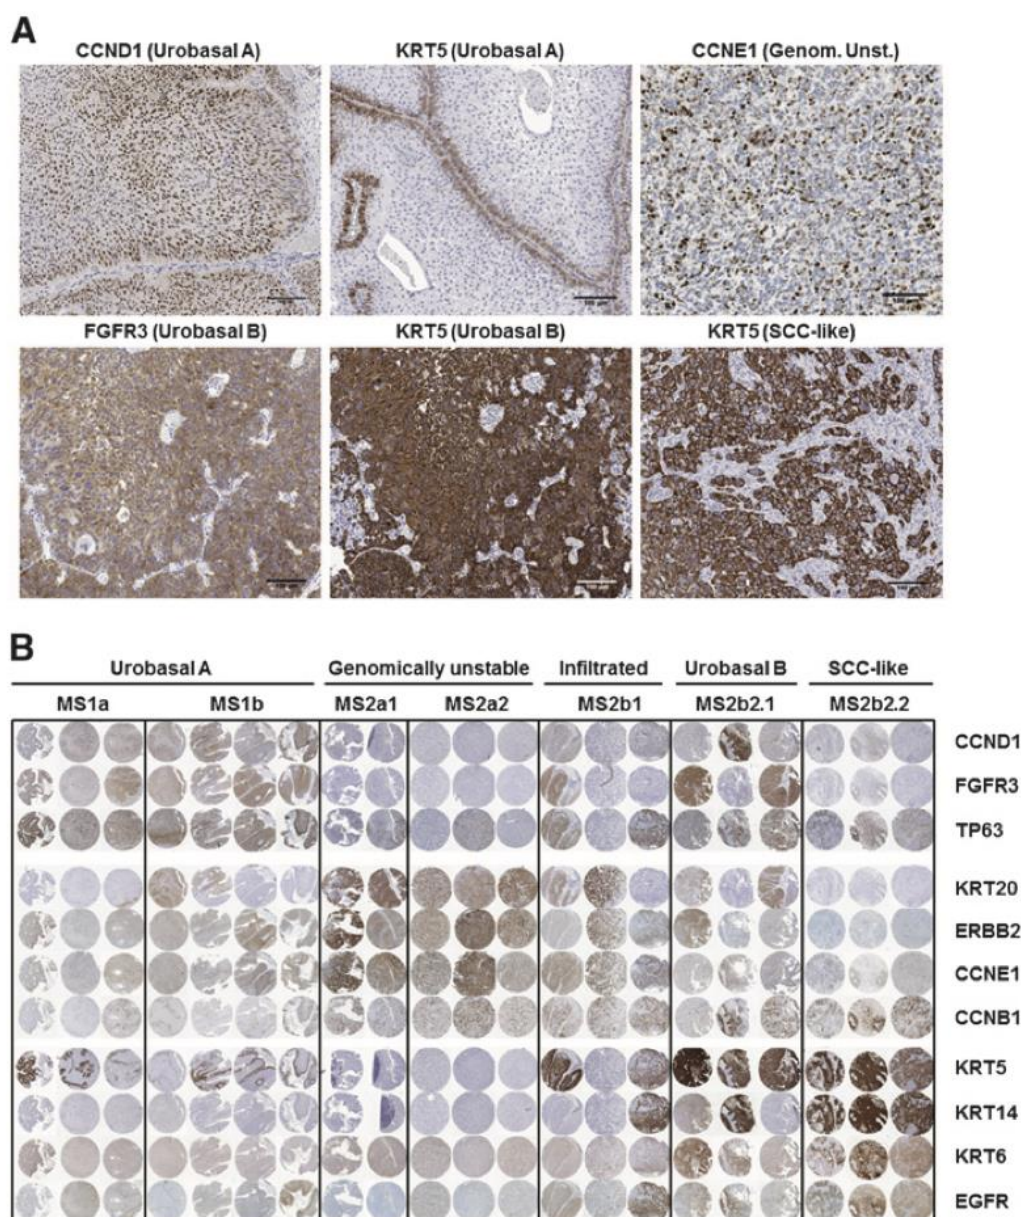 A
CCND1 (Urobasal A) KRT5 (Urobasal A) CCNE1 (Genom. Unst.)
FGFR3 (Urobasal B) KRT5 (Urobasal B) KRT5 (SCC-like)
B
Urobasal A Genomically unstable Infiltrated Urobasal B SCC-like
MS1a MS1b MS2a1 MS2a2 MS2b1 MS2b2.1 MS2b2.2
CCND1
FGFR3
TP63
KRT20
ERBB2
CCNE1
CCNB1
KRT5
KRT14
KRT6
EGFR